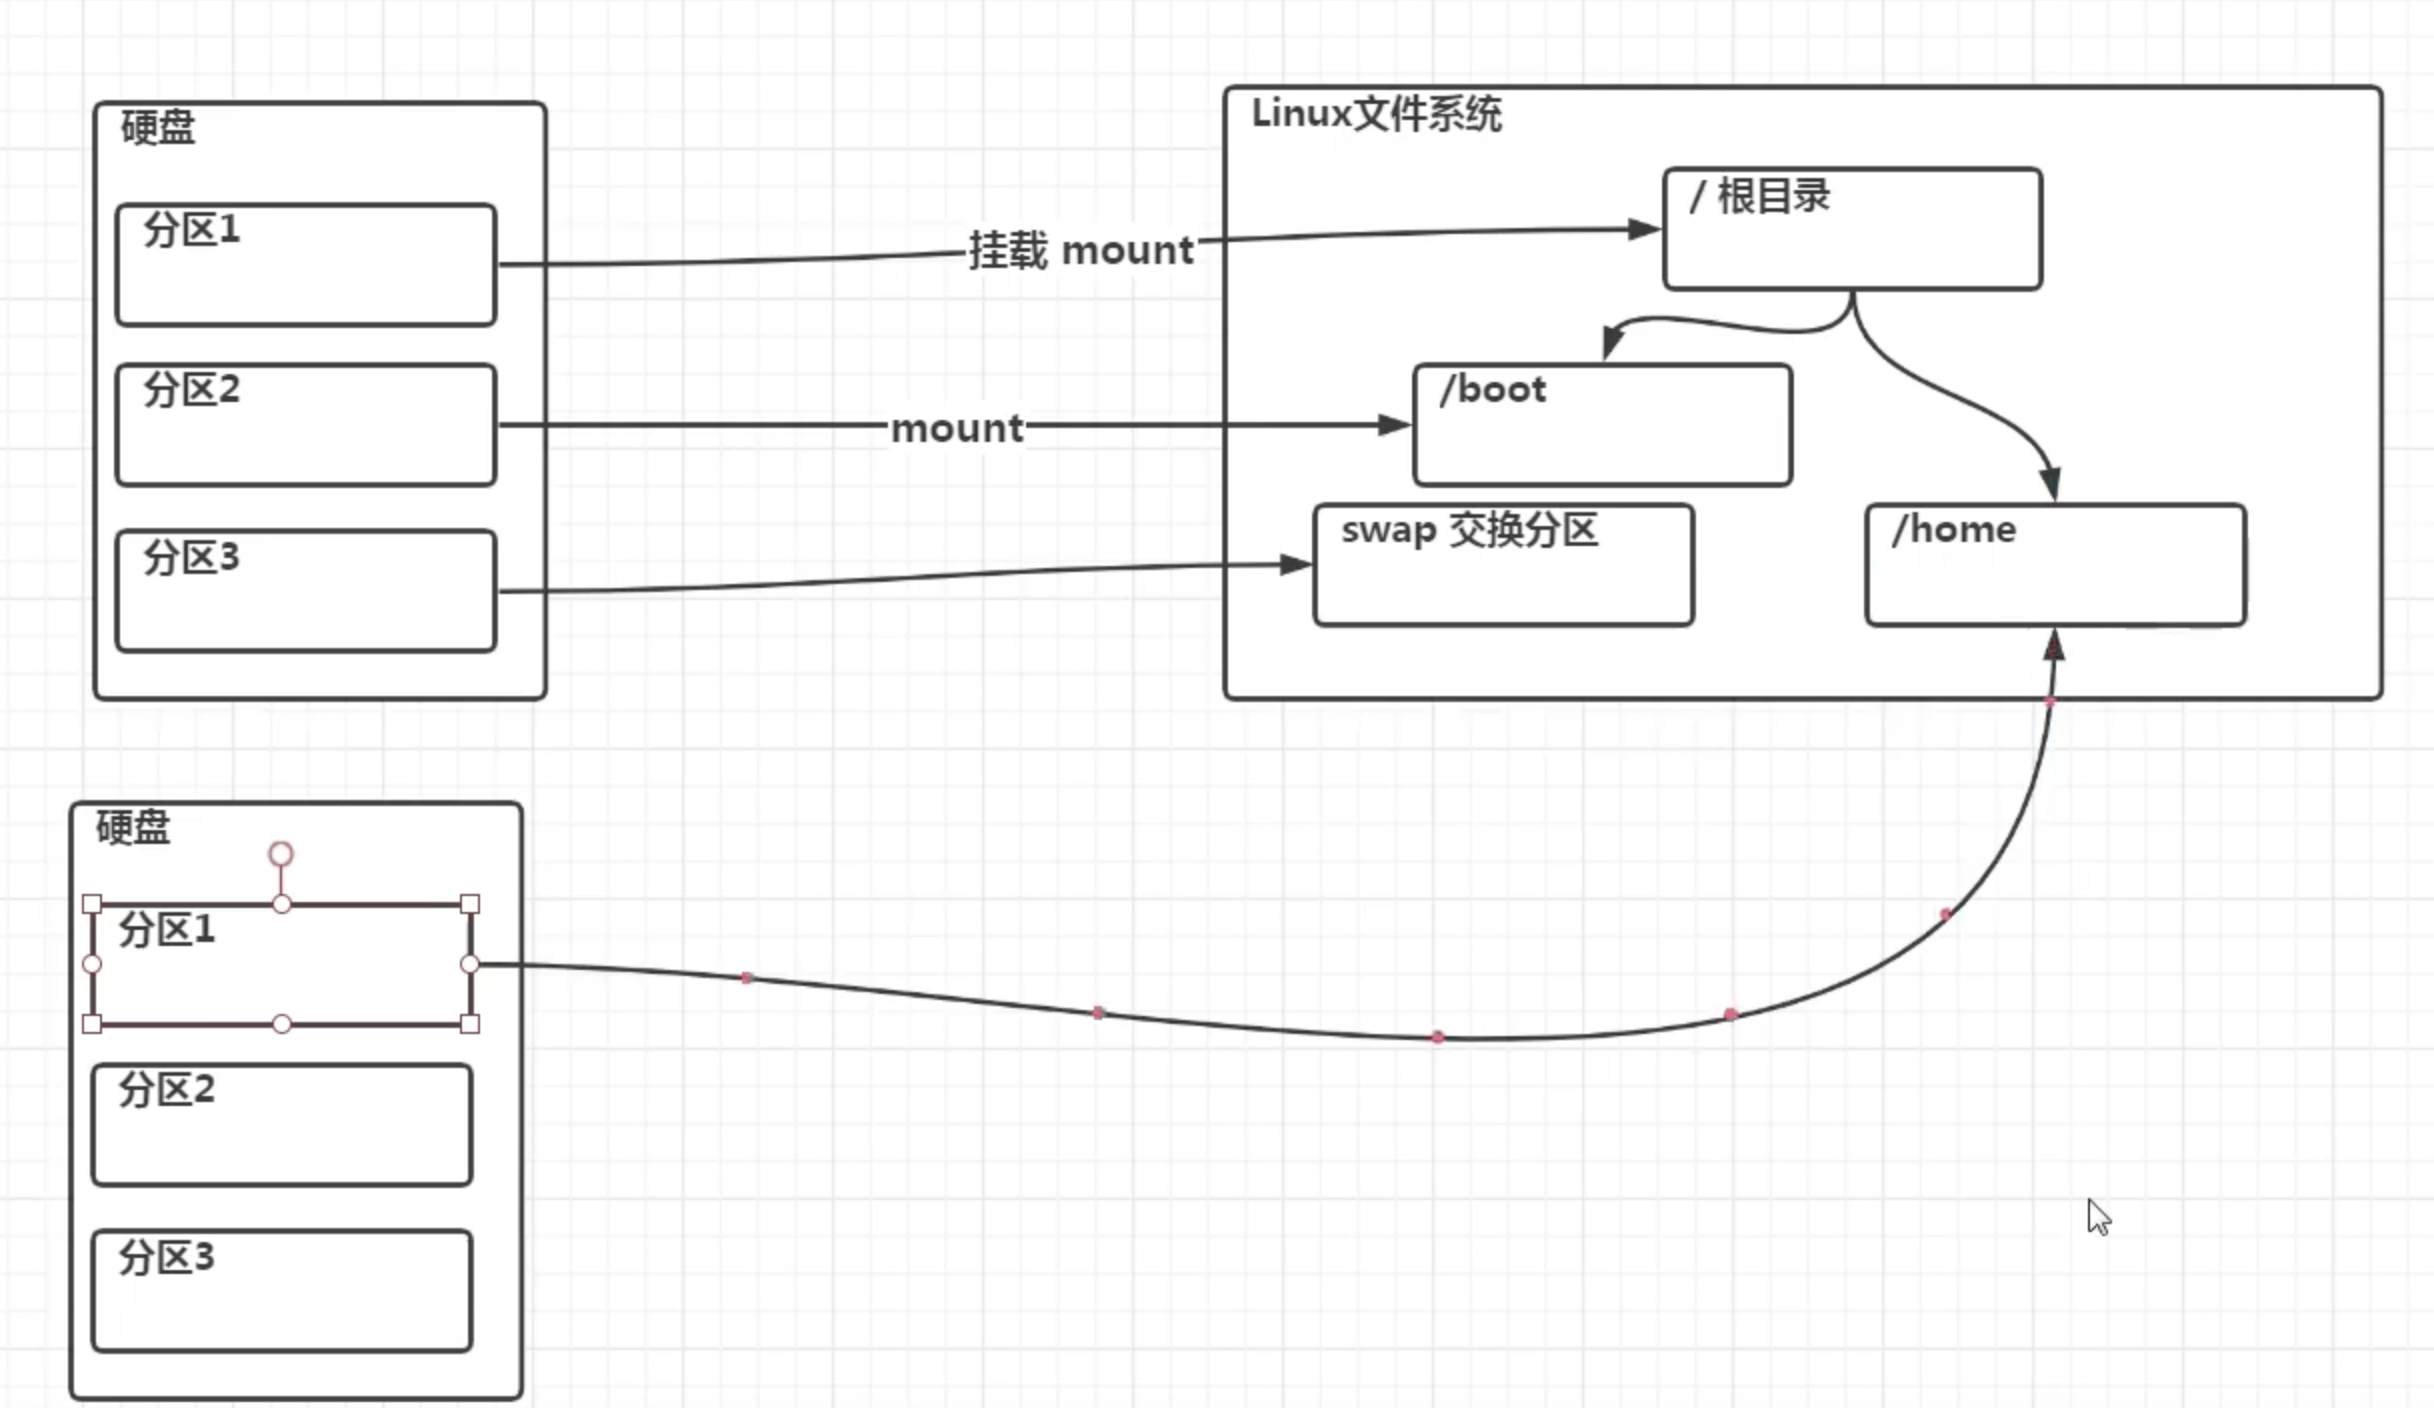 硬盘
分区1
分区2
分区3
挂载 mount
mount
Linux文件系统
/ 根目录
/boot
swap 交换分区
/home
硬盘
分区1
分区2
分区3